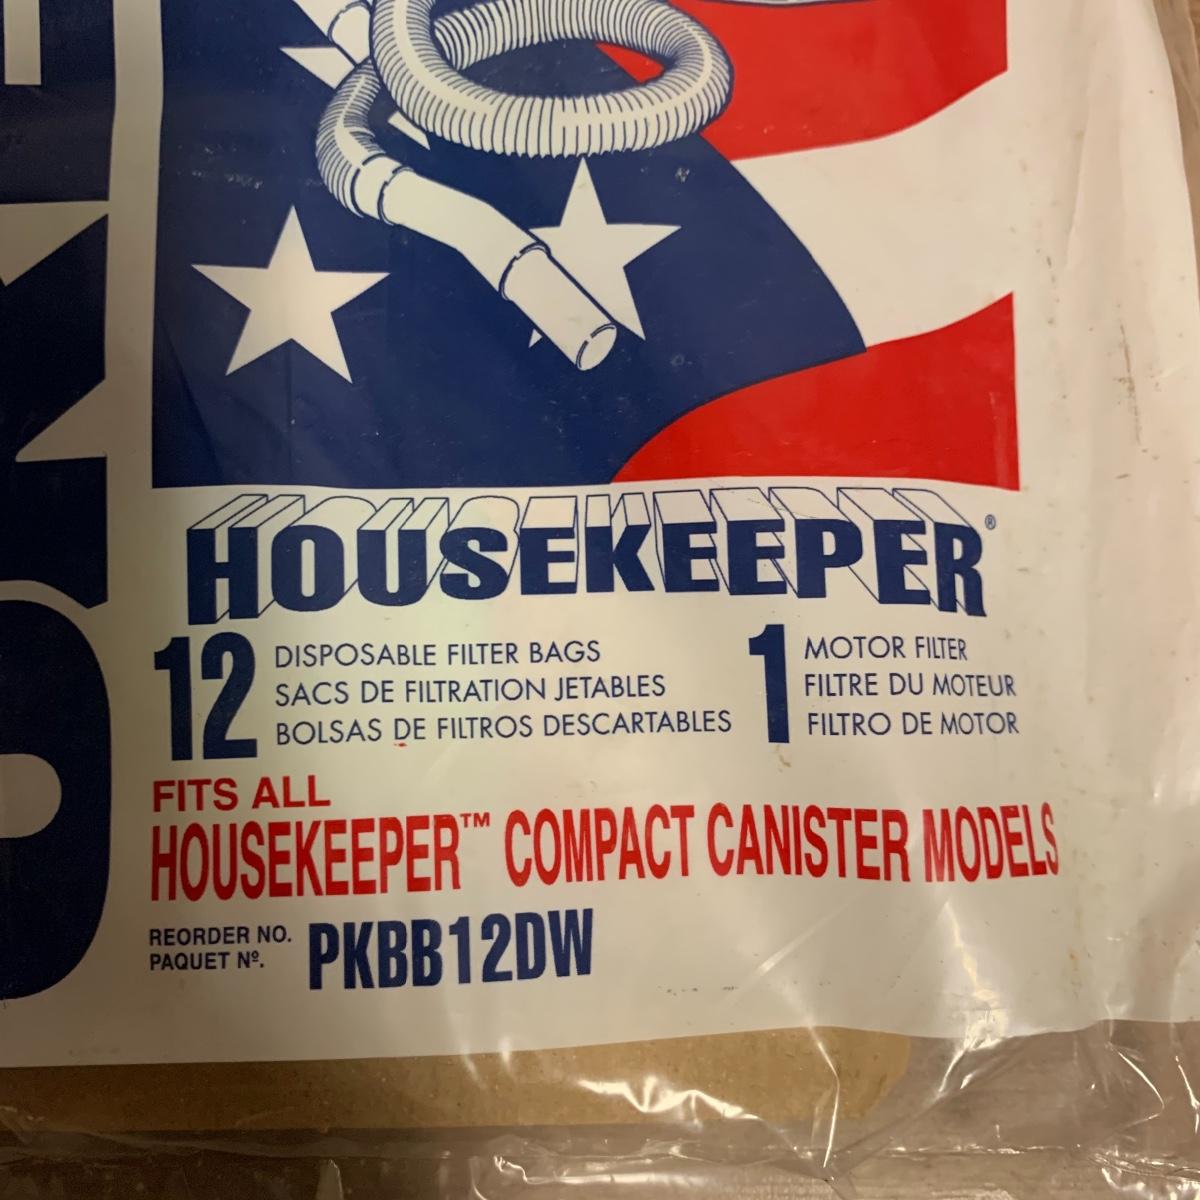 HOUSEKEEPER®
12
DISPOSABLE FILTER BAGS
SACS DE FILTRATION JETABLES
BOLSAS DE FILTROS DESCARTABLES
1
MOTOR FILTER
FILTRE DU MOTEUR
FILTRO DE MOTOR
FITS ALL
HOUSEKEEPER™ COMPACT CANISTER MODELS
REORDER NO.
PAQUET Nº.
PKBB12DW